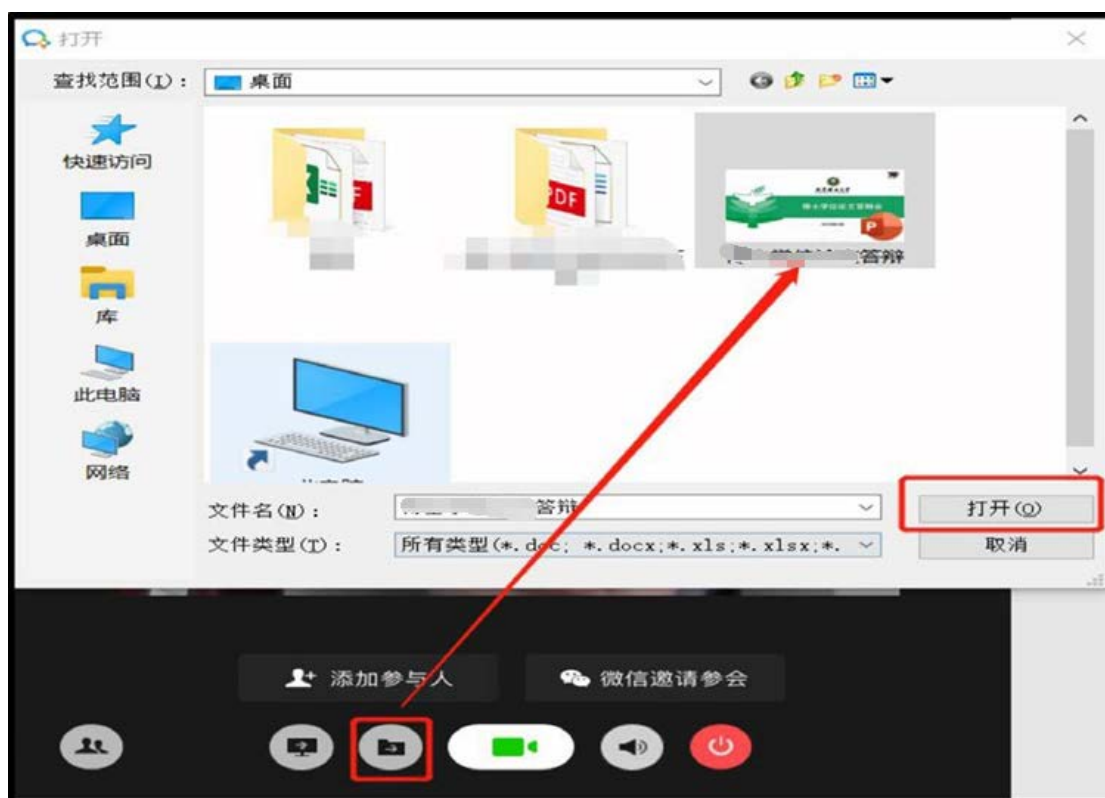 打开
查找范围(I):
桌面
快速访问
桌面
库
此电脑
网络
PDF
答辩
文件名(N):
答辩
打开(O)
文件类型(T):
所有类型(*.doc; *.docx;*.xls;*.xlsx;*.
取消
添加参与人
微信邀请参会